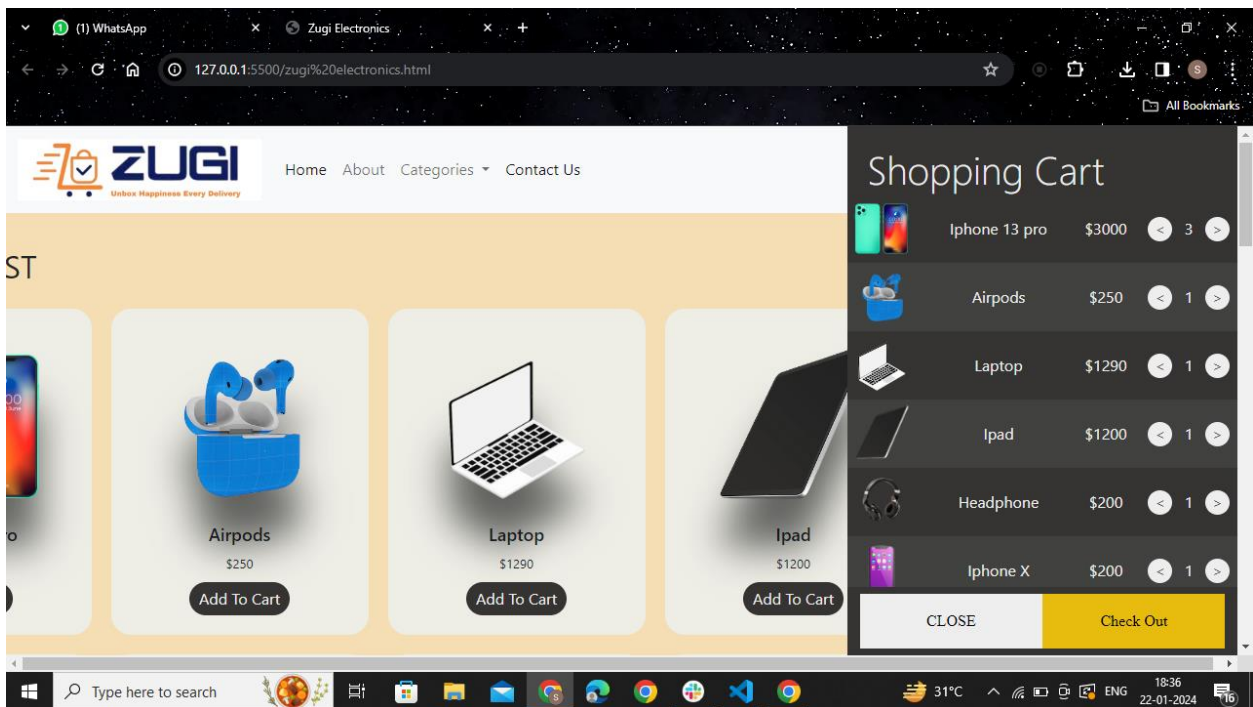 (1) WhatsApp
Zugi Electronics
127.0.0.1:5500/zugi%20electronics.html
S
All Bookmarks
ZUGI
Unbox Happiness Every Delivery
Home About Categories Contact Us
Shopping Cart
Iphone 13 pro $3000 < 3 >
Airpods $250 < 1 >
Laptop $1290 < 1 >
Ipad $1200 < 1 >
Headphone $200 < 1 >
Iphone X $200 < 1 >
CLOSE Check Out
ST
o
Airpods
$250
Add To Cart
Laptop
$1290
Add To Cart
Ipad
$1200
Add To Cart
Type here to search
31°C
ENG
18:36
22-01-2024
16